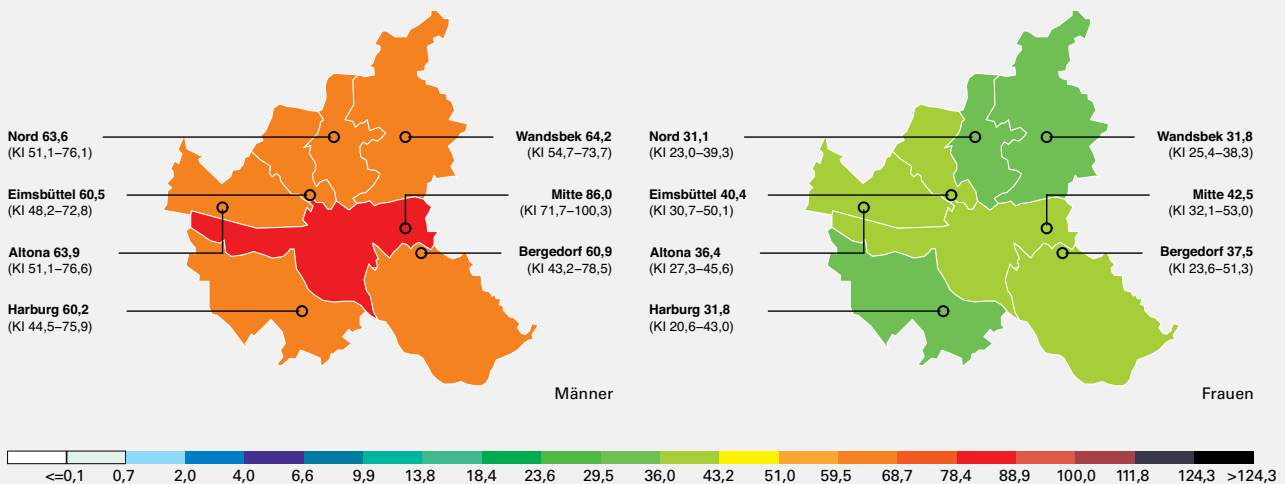 Nord 63,6
(KI 51,1–76,1)
Eimsbüttel 60,5
(KI 48,2–72,8)
Altona 63,9
(KI 51,1–76,6)
Harburg 60,2
(KI 44,5–75,9)
Wandsbek 64,2
(KI 54,7–73,7)
Mitte 86,0
(KI 71,7–100,3)
Bergedorf 60,9
(KI 43,2–78,5)
Männer
Nord 31,1
(KI 23,0–39,3)
Eimsbüttel 40,4
(KI 30,7–50,1)
Altona 36,4
(KI 27,3–45,6)
Harburg 31,8
(KI 20,6–43,0)
Wandsbek 31,8
(KI 25,4–38,3)
Mitte 42,5
(KI 32,1–53,0)
Bergedorf 37,5
(KI 23,6–51,3)
Frauen
<=0,1 0,7 2,0 4,0 6,6 9,9 13,8 18,4 23,6 29,5 36,0 43,2 51,0 59,5 68,7 78,4 88,9 100,0 111,8 124,3 >124,3